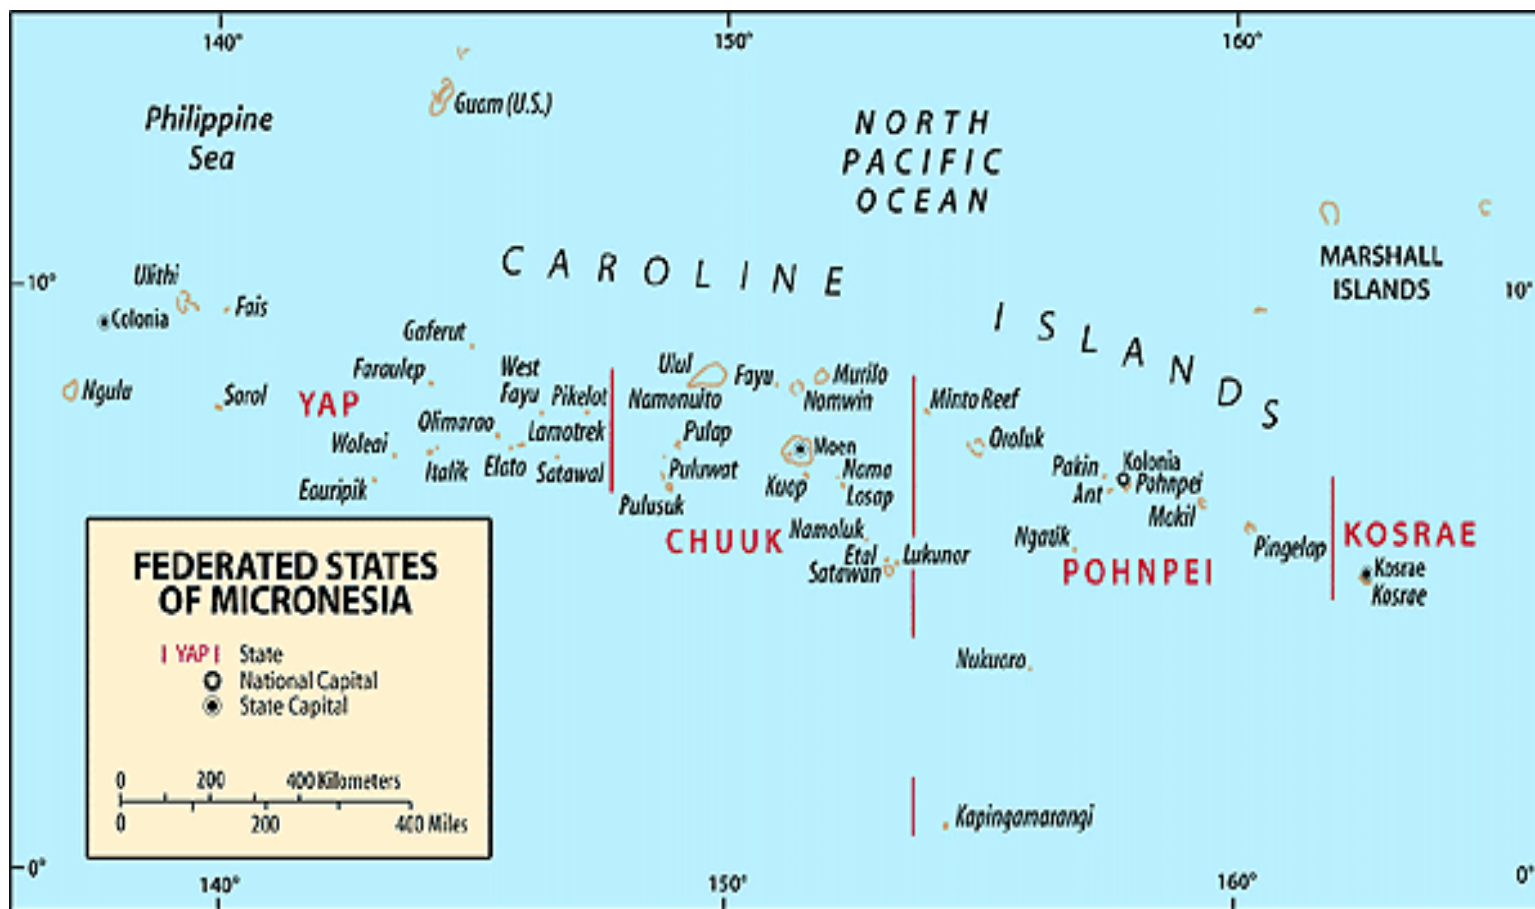 140°
150°
160°
Philippine
Sea
Guam (U.S.)
NORTH
PACIFIC
OCEAN
CAROLINE
ISLANDS
MARSHALL
ISLANDS
10°
10°
Ulithi
Colonia
Fais
Ngulu
Sorol
Gaferut
Faraulep
West
Fayu
Pikelot
YAP
Olimarao
Lamotrek
Woleai
Ifalik
Elato
Satawal
Eauripik
Ulul
Namonuito
Fayu
Murilo
Nomwin
Pulap
Moen
Puluwat
Kuop
Nama
Losap
Pulusuk
CHUUK
Namoluk
Etal
Lukunor
Satawan
Minto Reef
Oroluk
Pakin
Kolonia
Ant
Pohnpei
Mokil
Ngatik
Pingelap
POHNPEI
KOSRAE
Kosrae
Kosrae
Nukuoro
Kapingamarangi
FEDERATED STATES
OF MICRONESIA
YAP State
National Capital
State Capital
0 200 400 Kilometers
0 200 400 Miles
0°
0°
140°
150°
160°